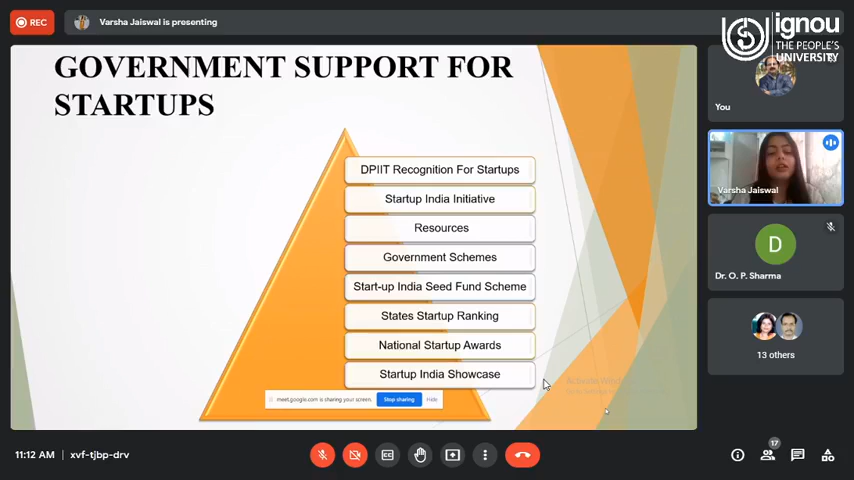 REC
Varsha Jaiswal is presenting
ignou
THE PEOPLE'S
UNIVERSITY
GOVERNMENT SUPPORT FOR
STARTUPS
DPIIT Recognition For Startups
Startup India Initiative
Resources
Government Schemes
Start-up India Seed Fund Scheme
States Startup Ranking
National Startup Awards
Startup India Showcase
meet.google.com is sharing your screen.
Stop sharing
Hide
You
Varsha Jaiswal
D
Dr. O. P. Sharma
13 others
11:12 AM
xvf-tjbp-drv
CC
17